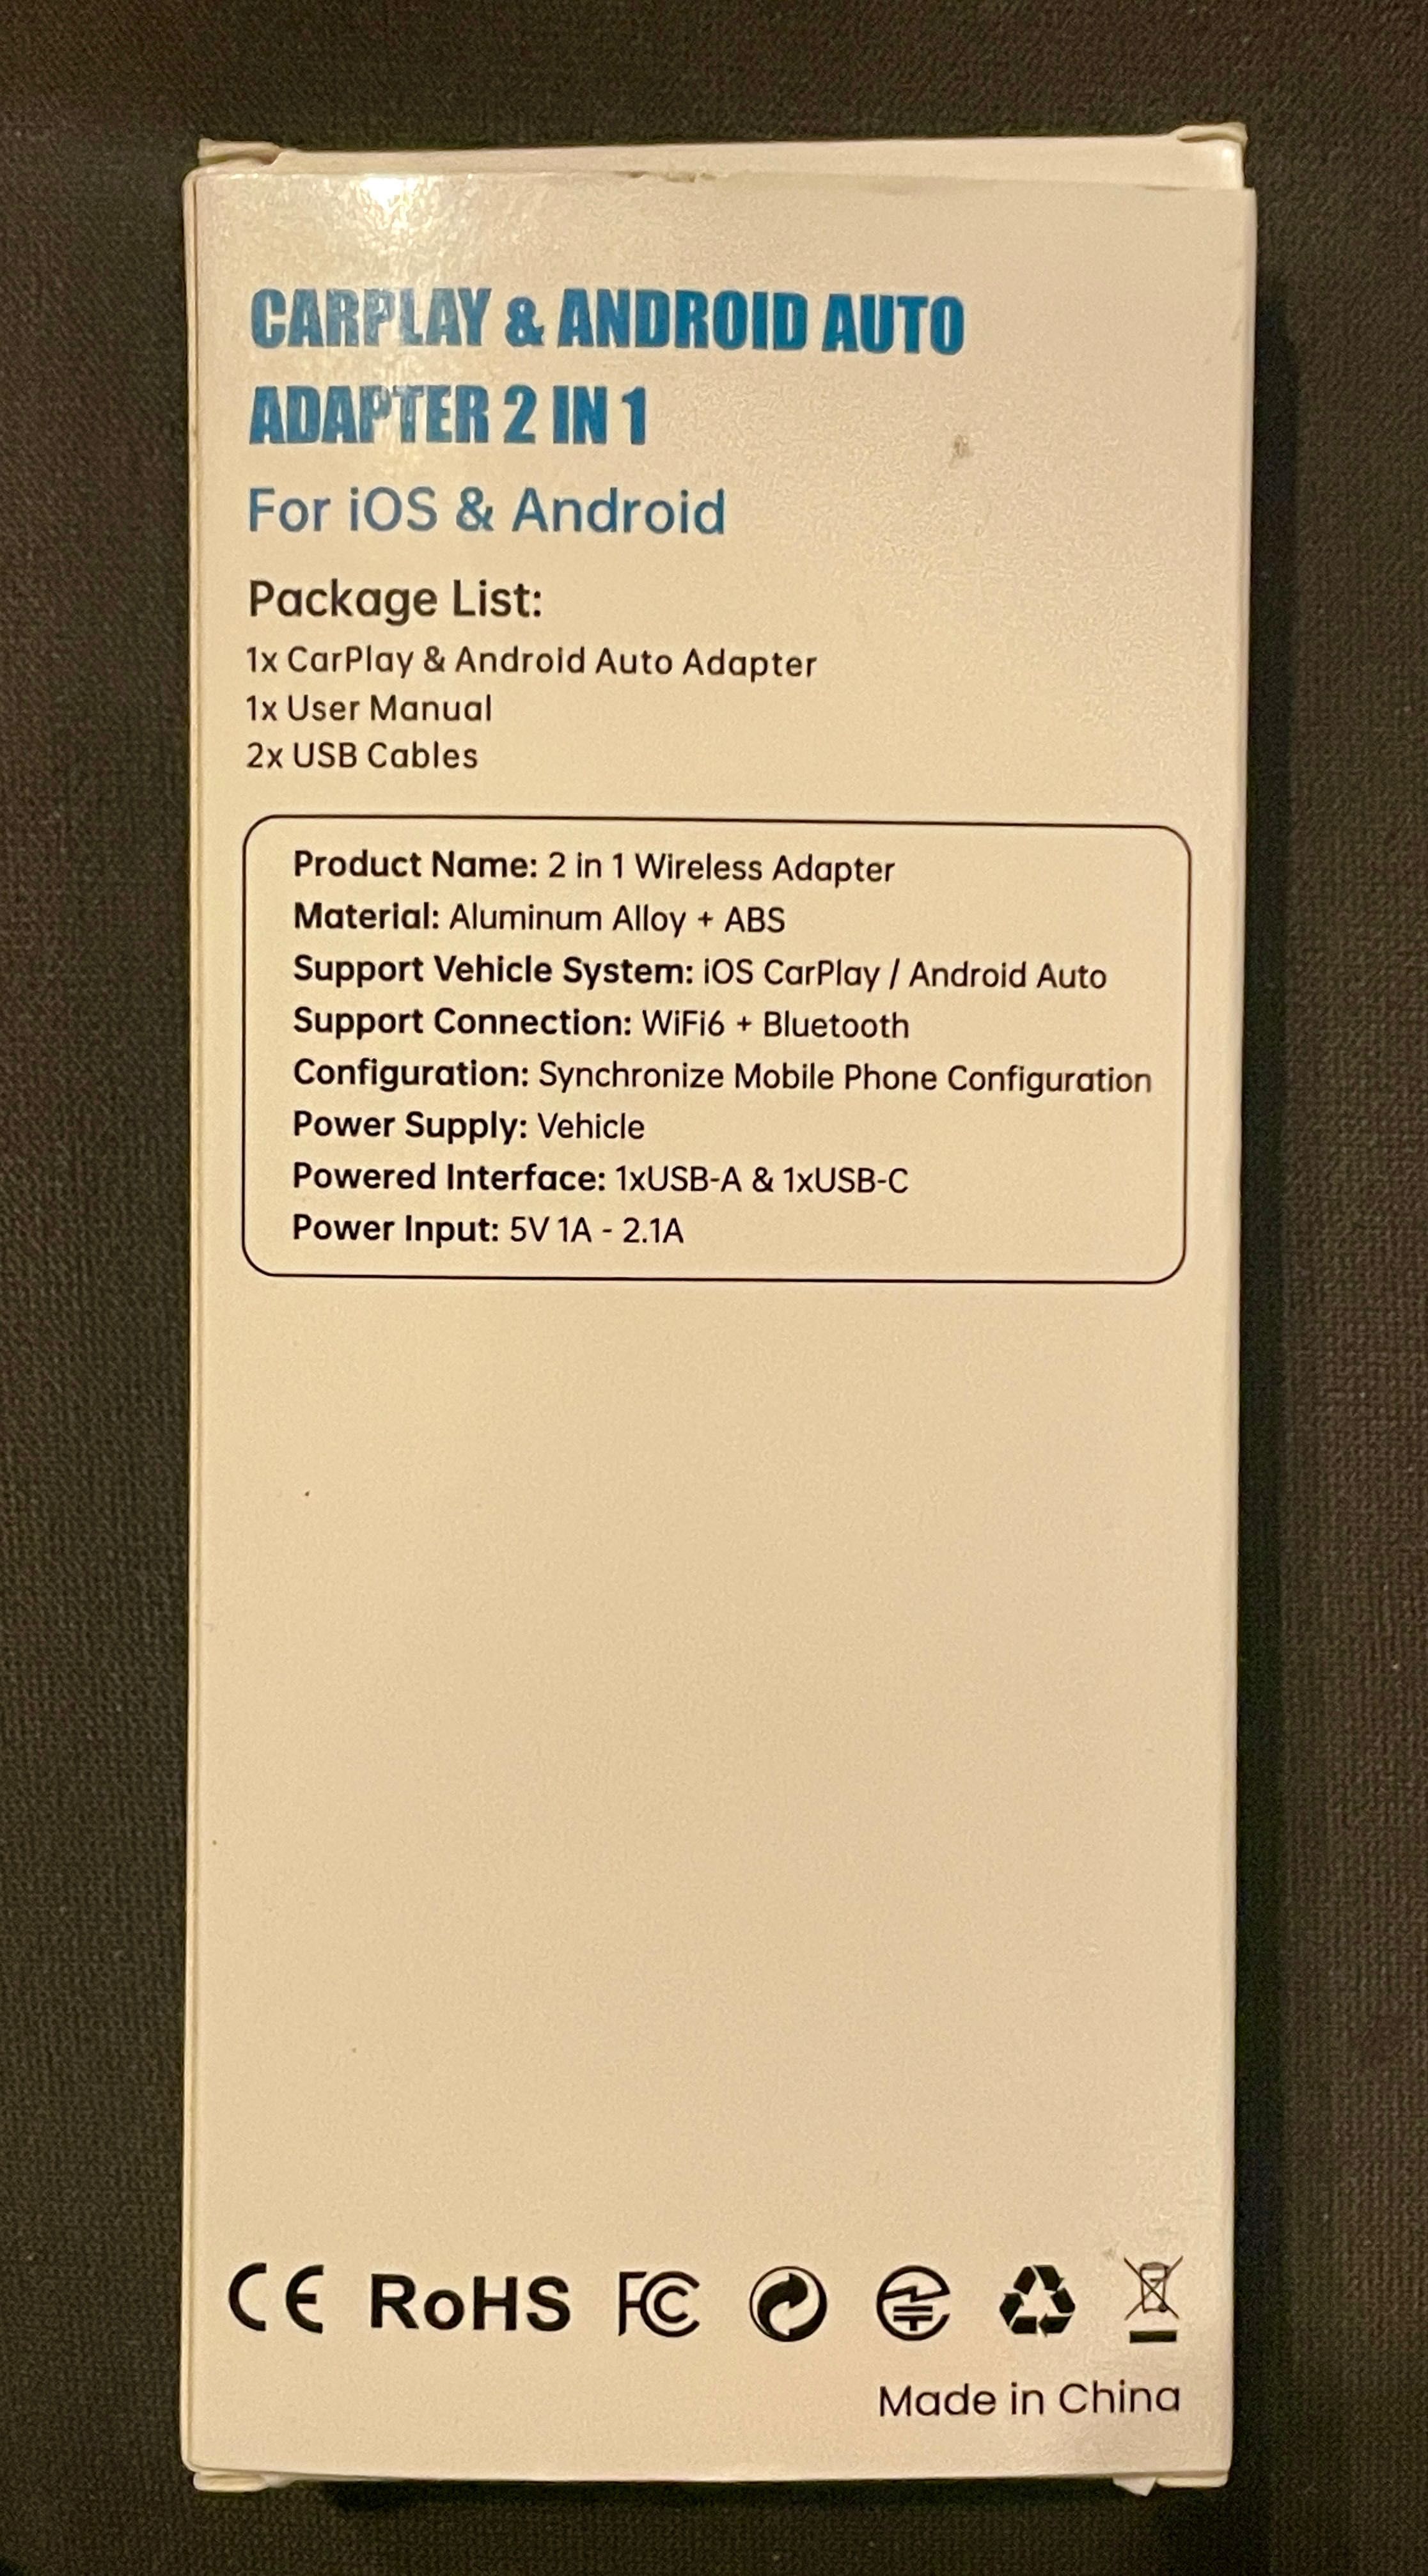 CARPLAY & ANDROID AUTO
ADAPTER 2 IN 1
For iOS & Android
Package List:
1x CarPlay & Android Auto Adapter
1x User Manual
2x USB Cables
Product Name: 2 in 1 Wireless Adapter
Material: Aluminum Alloy + ABS
Support Vehicle System: iOS CarPlay / Android Auto
Support Connection: WiFi6 + Bluetooth
Configuration: Synchronize Mobile Phone Configuration
Power Supply: Vehicle
Powered Interface: 1xUSB-A & 1xUSB-C
Power Input: 5V 1A - 2.1A
CE RoHS FC
Made in China